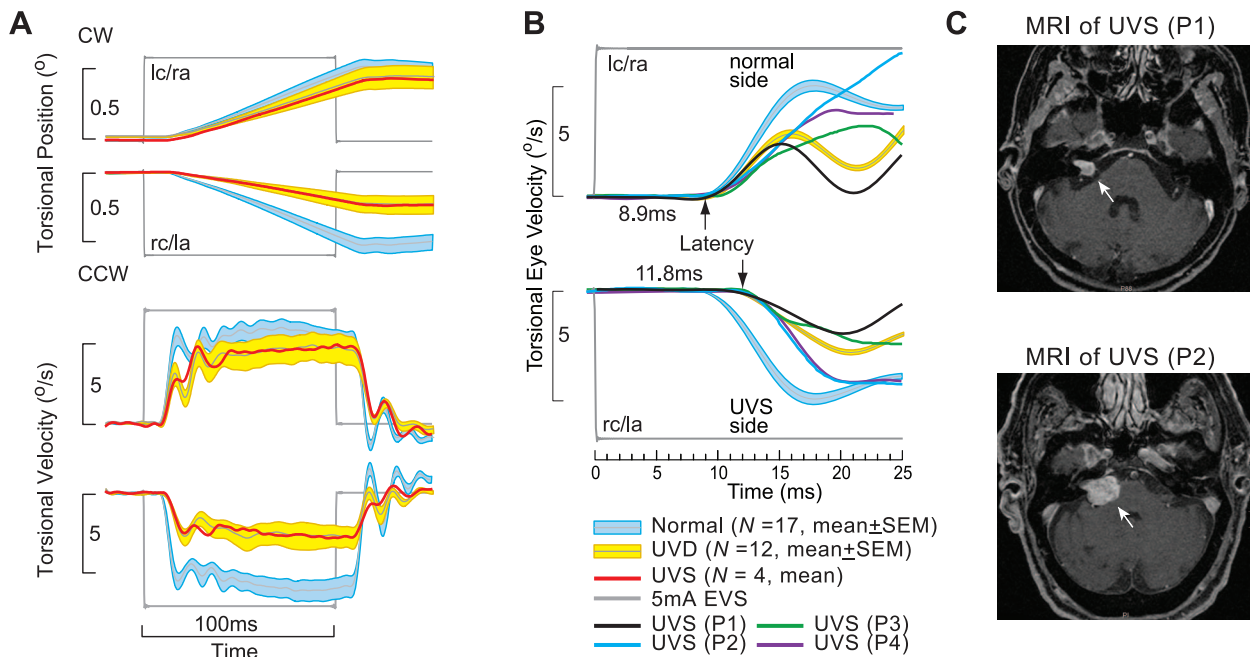 A
CW
Torsional Position (°)
0.5
lc/ra
0.5
rc/la
CCW
Torsional Velocity (°/s)
5
5
100ms
Time
B
lc/ra
normal
side
Torsional Eye Velocity (°/s)
5
8.9ms
Latency
11.8ms
5
UVS
side
rc/la
0 5 10 15 20 25
Time (ms)
Normal (N =17, mean±SEM)
UVD (N =12, mean±SEM)
UVS (N = 4, mean)
5mA EVS
UVS (P1) UVS (P3)
UVS (P2) UVS (P4)
C
MRI of UVS (P1)
MRI of UVS (P2)